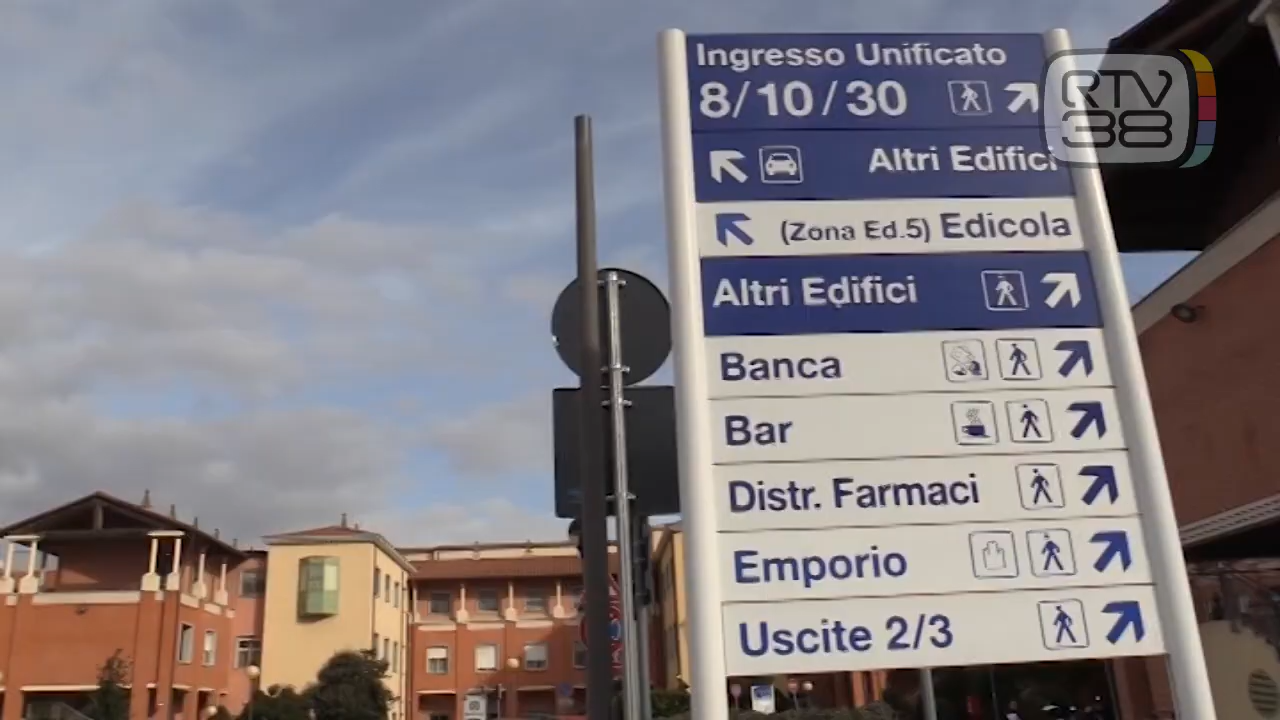 Ingresso Unificato
8/10/30
Altri Edifici
(Zona Ed.5) Edicola
Altri Edifici
Banca
Bar
Distr. Farmaci
Emporio
Uscite 2/3
RTV
38